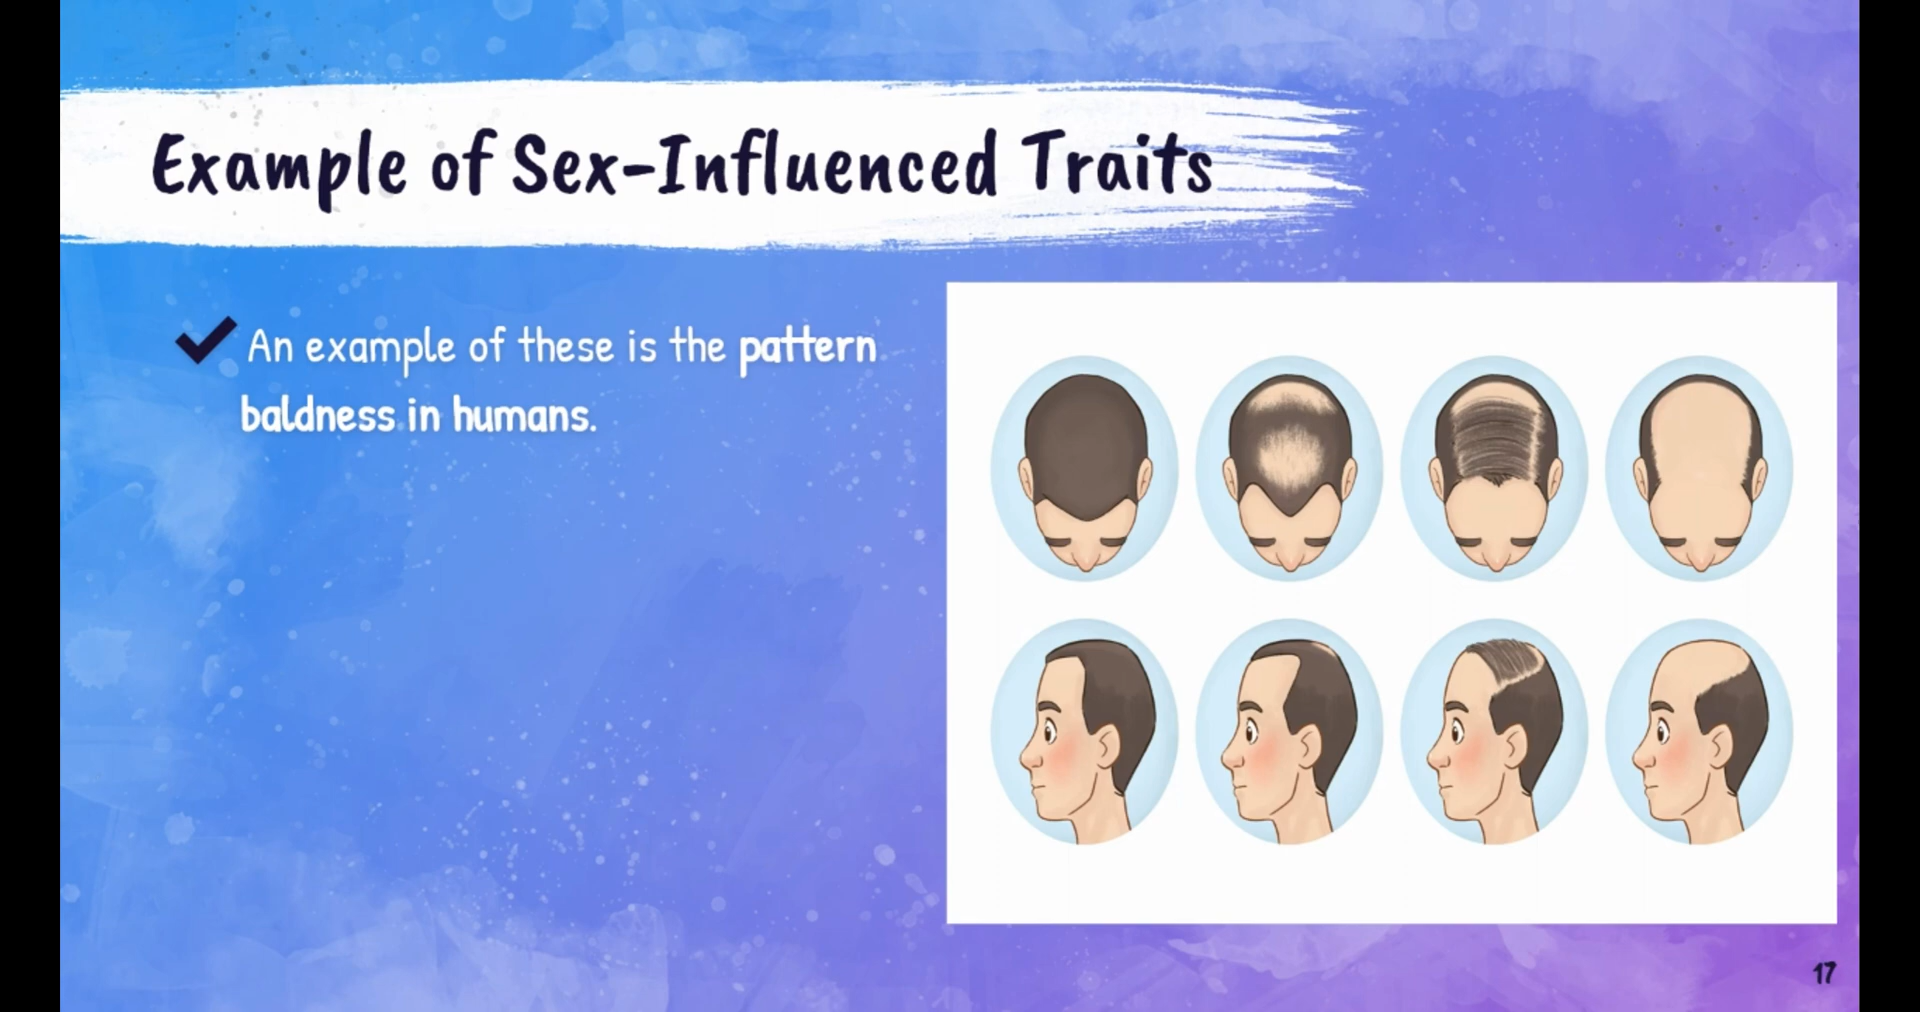 Example of Sex-Influenced Traits
An example of these is the pattern
baldness in humans.
17